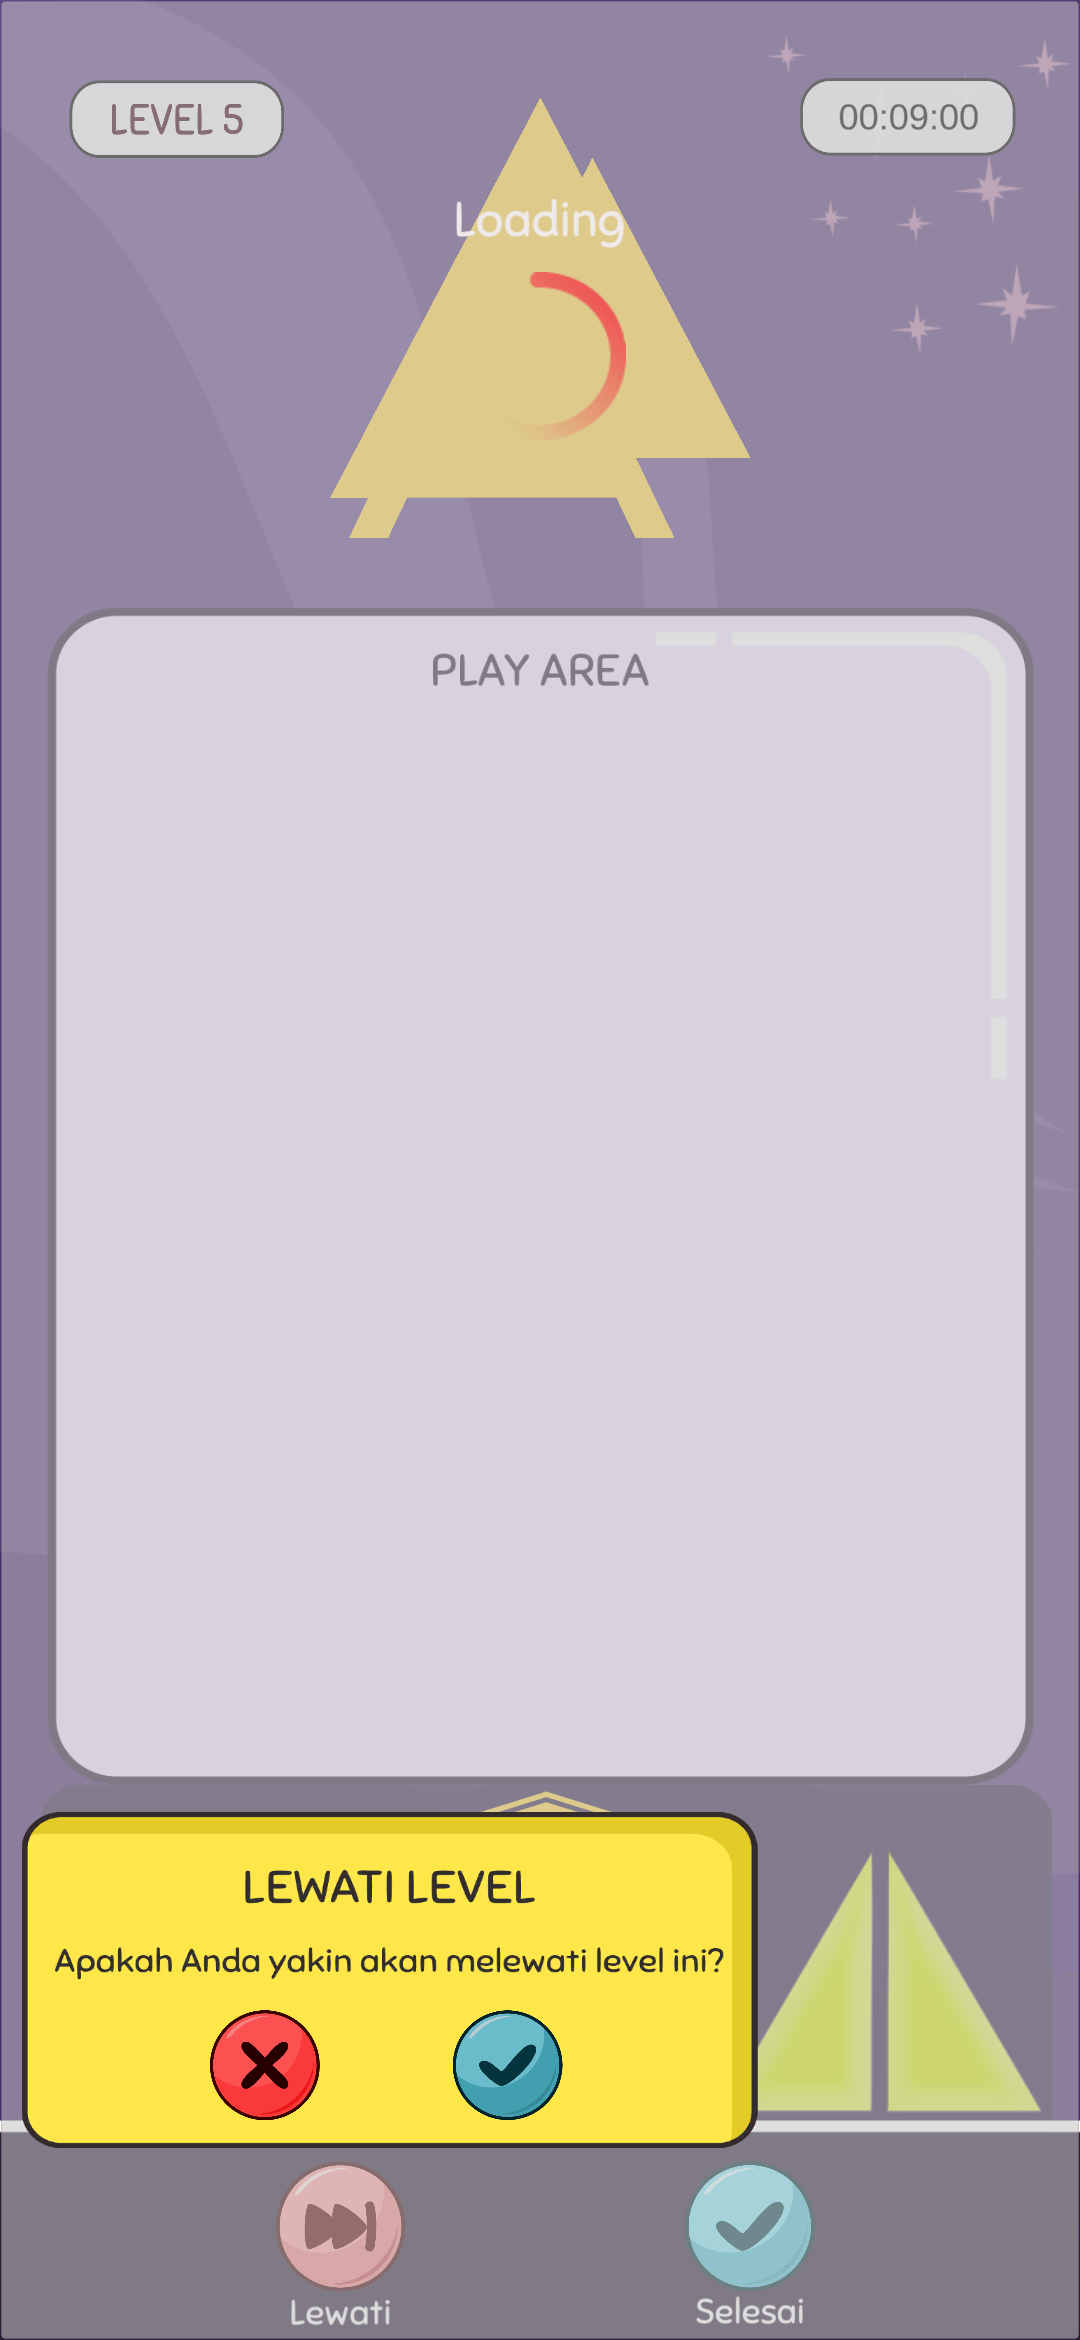 LEVEL 5
00:09:00
Loading
PLAY AREA
LEWATI LEVEL
Apakah Anda yakin akan melewati level ini?
Lewati
Selesai